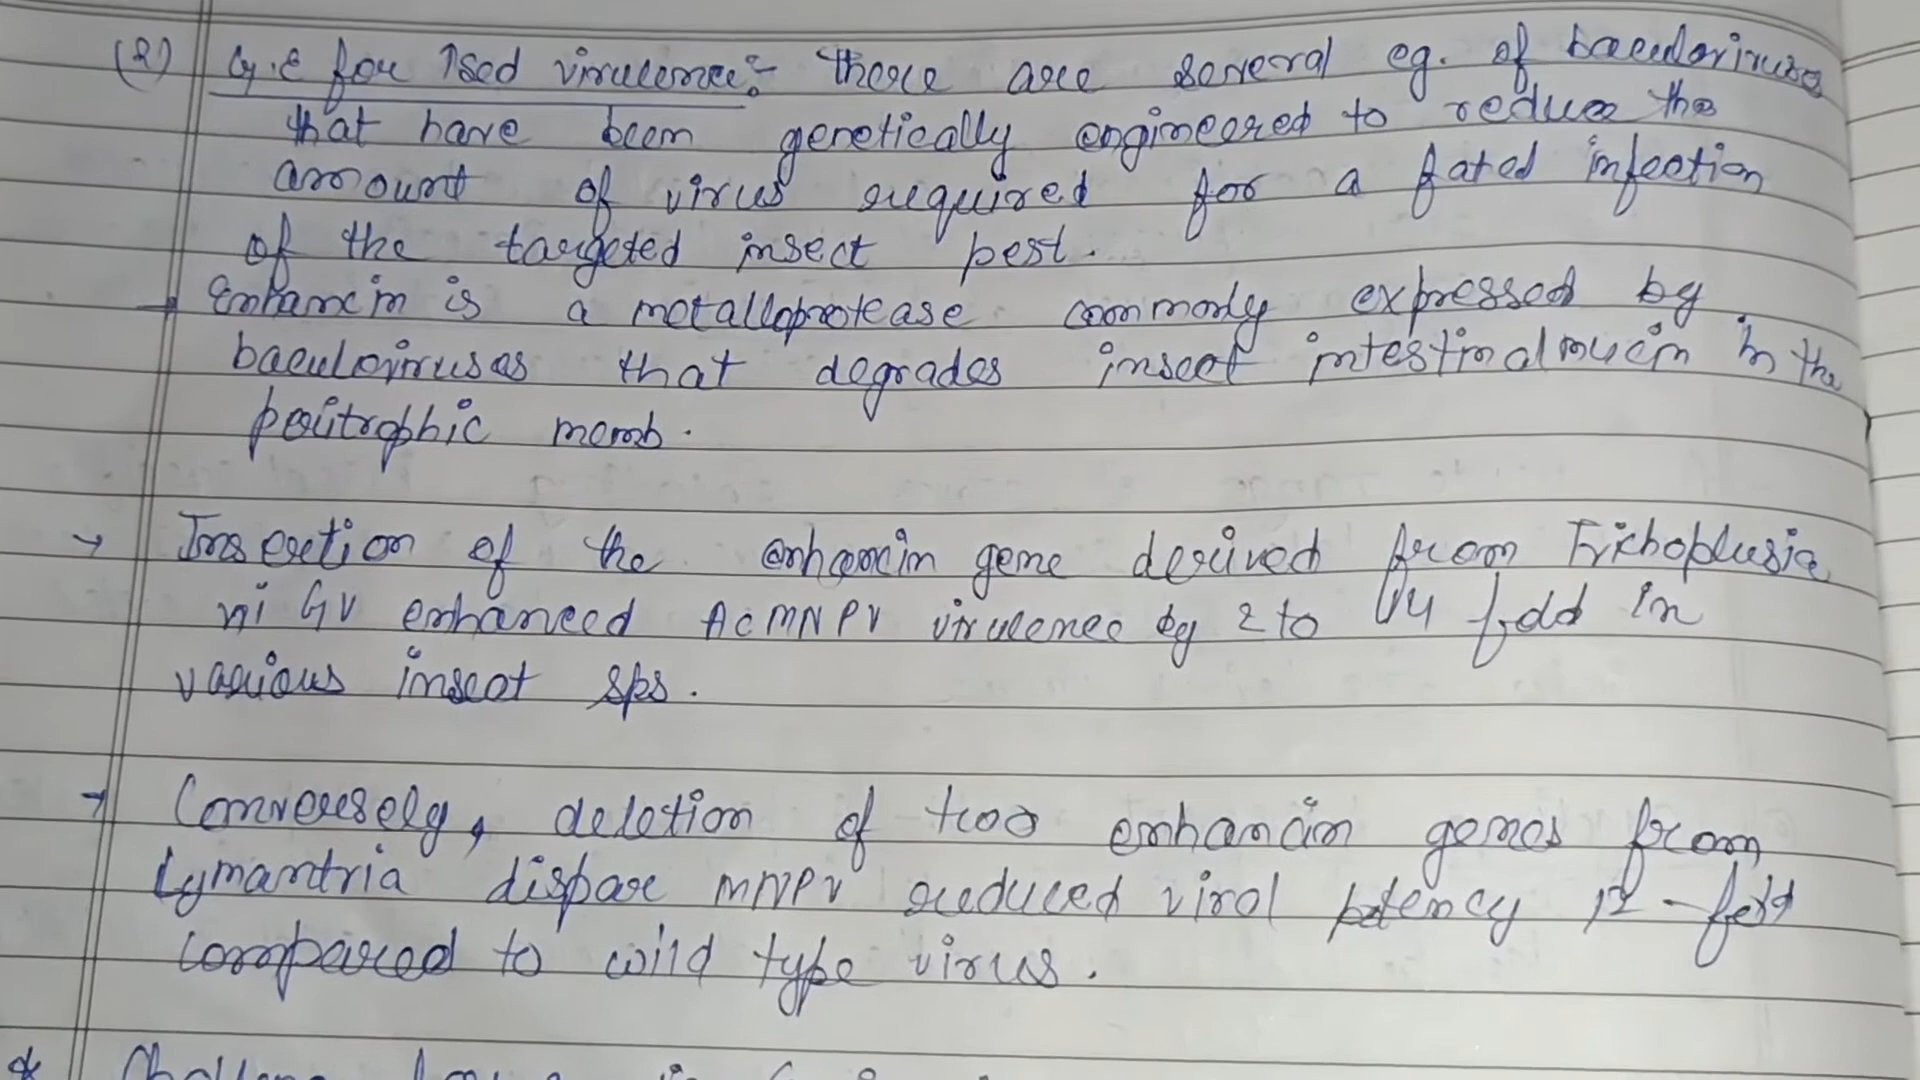 (2) G.E for ↑sed virulence:- There are several eg. of baculoviruses
that have been genetically engineered to reduce the
amount of virus required for a fated infection
of the targeted insect pest.
→ Enhancin is a metalloprotease commonly expressed by
baculoviruses that degrades insect intestinal mucin in the
peritrophic memb.
→ Insertion of the enhancin gene derived from Trichoplusia
ni GV enhanced AcMNPV virulence by 2 to 14 fold in
various insect sps.
→ Conversely, deletion of two enhancin genes from
Lymantria dispar MNPV reduced viral potency 12-fold
compared to wild type virus.